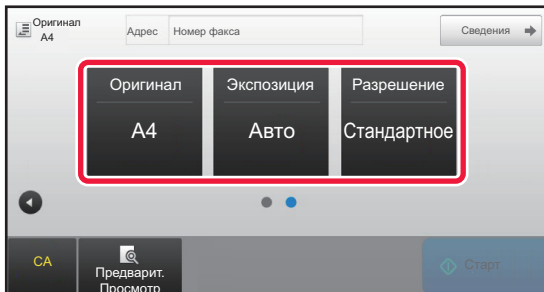 Оригинал
A4
Адрес
Номер факса
Сведения
Оригинал
Экспозиция
Разрешение
A4
Авто
Стандартное
CA
Предварит.
Просмотр
Старт